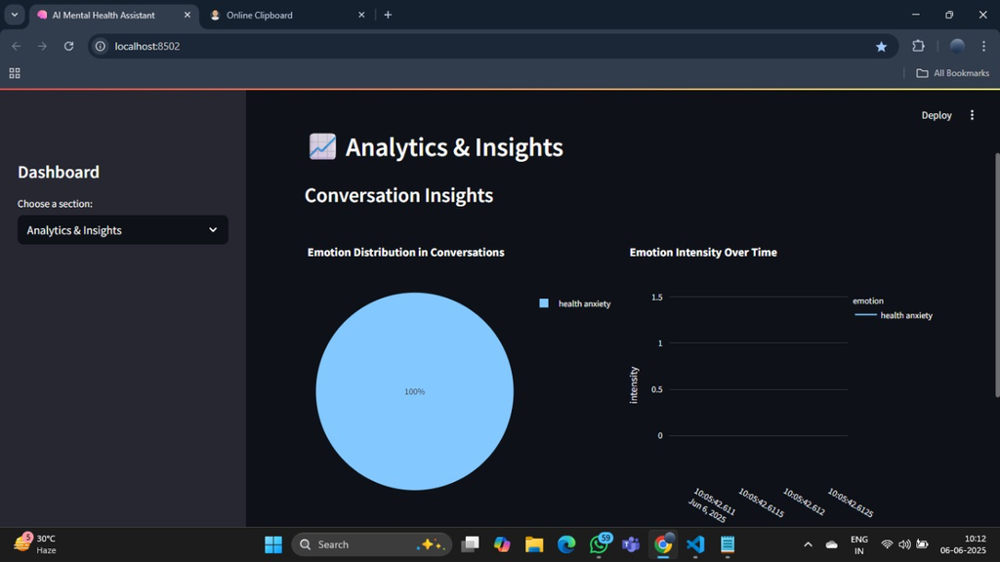 AI Mental Health Assistant
Online Clipboard
localhost:8502
All Bookmarks
Deploy
Dashboard
Choose a section:
Analytics & Insights
Analytics & Insights
Conversation Insights
Emotion Distribution in Conversations
100%
health anxiety
Emotion Intensity Over Time
1.5
1
0.5
0
intensity
emotion
health anxiety
10:05:42.611
Jun 6, 2025
10:05:42.6115
10:05:42.612
10:05:42.6125
5
30°C
Haze
Search
59
ENG
IN
10:12
06-06-2025